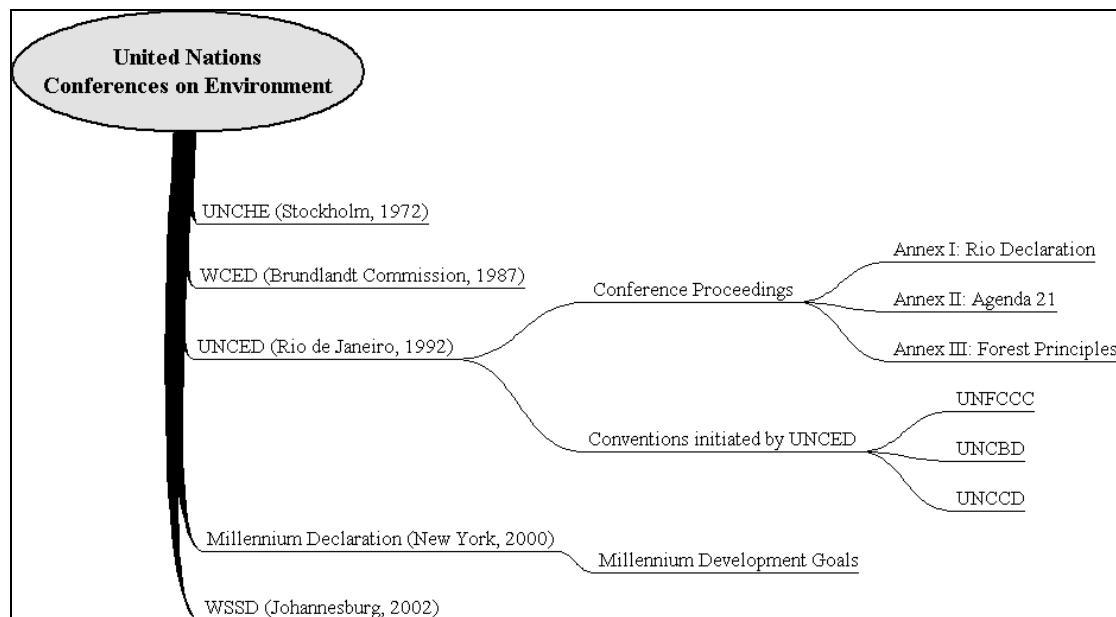 United Nations
Conferences on Environment
UNCHE (Stockholm, 1972)
WCED (Brundlandt Commission, 1987)
UNCED (Rio de Janeiro, 1992)
Conference Proceedings
Annex I: Rio Declaration
Annex II: Agenda 21
Annex III: Forest Principles
Conventions initiated by UNCED
UNFCCC
UNCBD
UNCCD
Millennium Declaration (New York, 2000)
Millennium Development Goals
WSSD (Johannesburg, 2002)